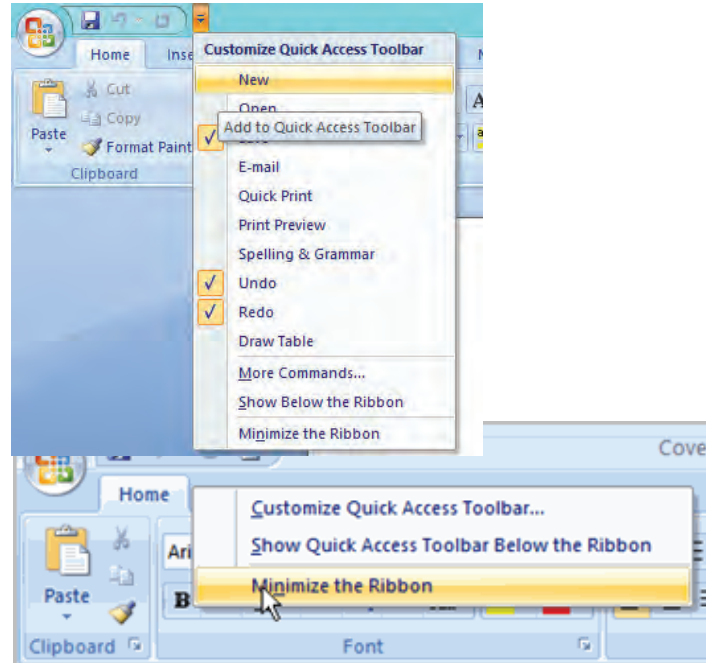 Customize Quick Access Toolbar
Home
New
Cut
Open
Copy
Add to Quick Access Toolbar
Paste
Format Paint
E-mail
Clipboard
Quick Print
Print Preview
Spelling & Grammar
Undo
Redo
Draw Table
More Commands...
Show Below the Ribbon
Minimize the Ribbon
Home
Customize Quick Access Toolbar...
Show Quick Access Toolbar Below the Ribbon
Minimize the Ribbon
Paste
B
Clipboard
Font